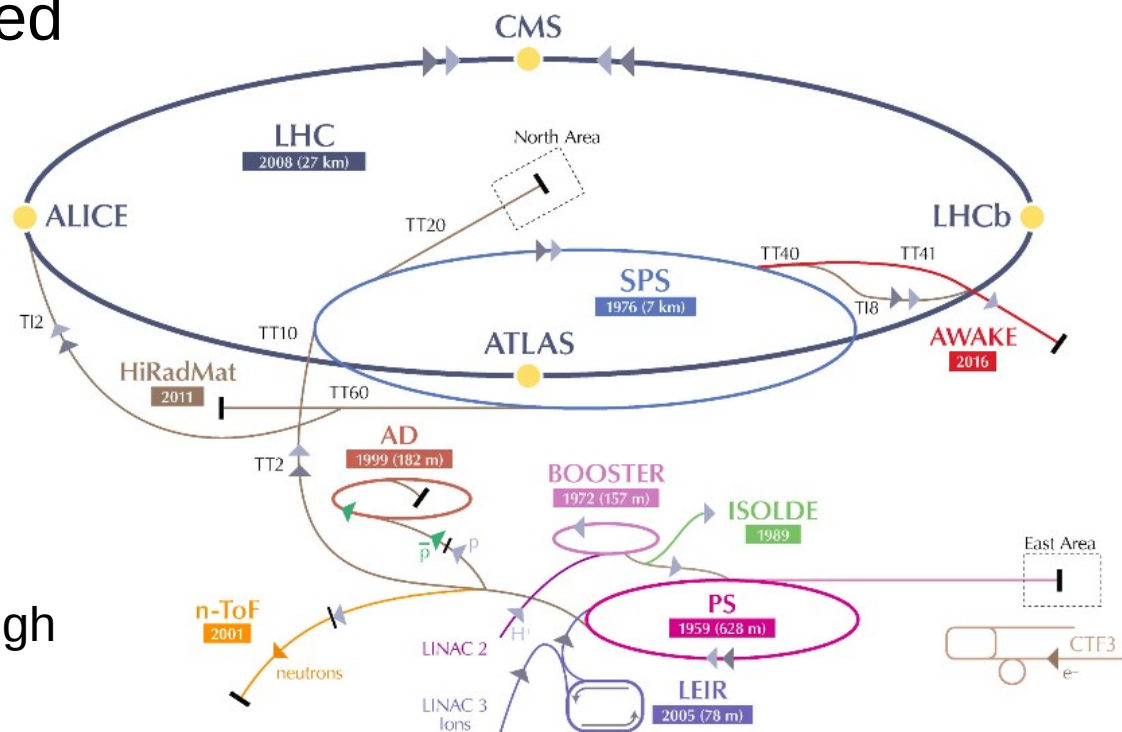 ed
CMS
LHC
2008 (27 km)
North Area
ALICE
TT20
LHCb
TT40
TT41
SPS
1976 (7 km)
TI8
TI2
TT10
ATLAS
AWAKE
2016
HiRadMat
2011
TT60
AD
1999 (182 m)
TT2
BOOSTER
1972 (157 m)
ISOLDE
1989
p
p
East Area
n-ToF
2001
gh
PS
1959 (628 m)
H
LINAC 2
neutrons
CTF3
e–
LEIR
2005 (78 m)
LINAC 3
Ions